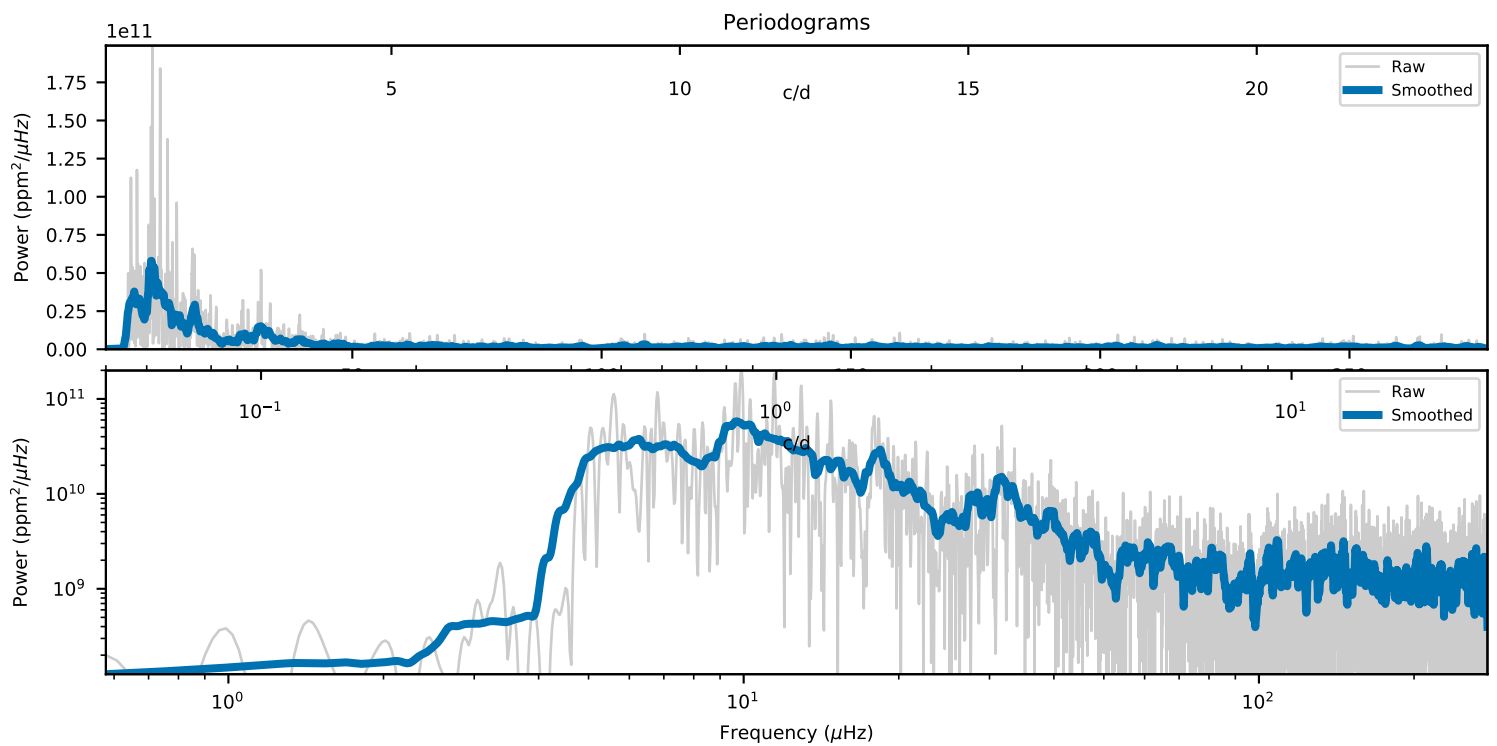 Periodograms
1e11
Power (ppm²/μHz)
1.75
1.50
1.25
1.00
0.75
0.50
0.25
0.00
5
10
15
20
c/d
Raw
Smoothed
Power (ppm²/μHz)
10¹¹
10¹⁰
10⁹
10⁻¹
10⁰
10¹
c/d
Raw
Smoothed
10⁰
10¹
10²
Frequency (μHz)